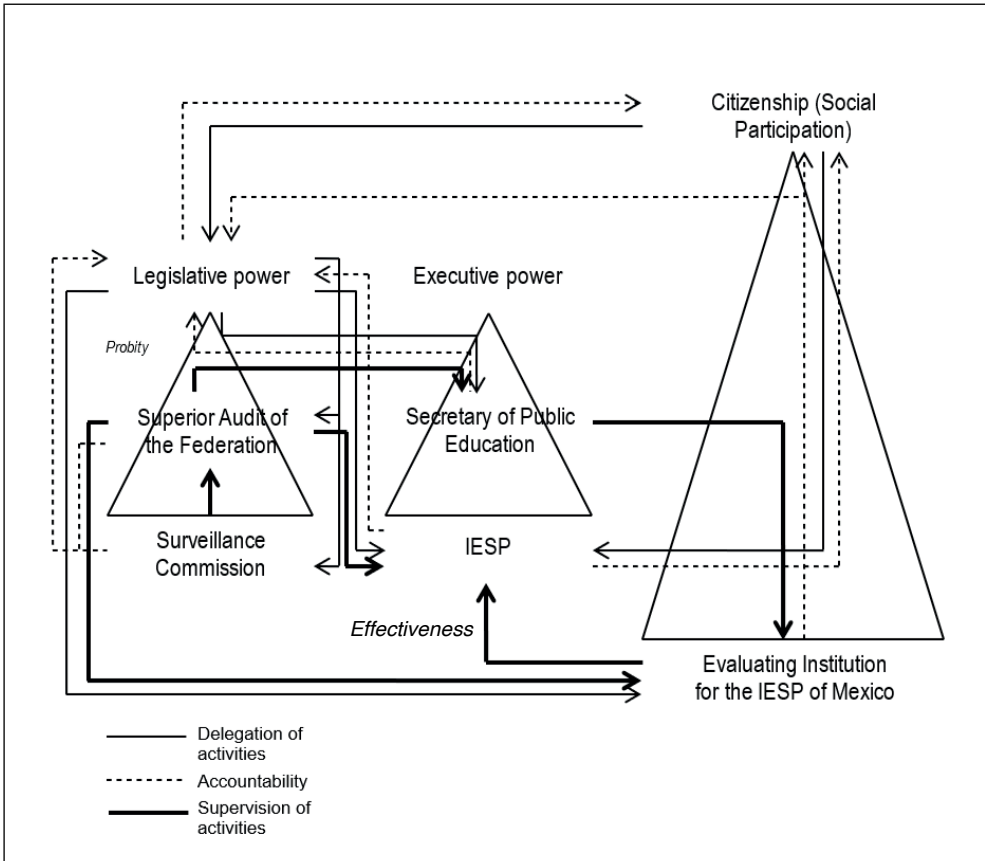 Citizenship (Social
Participation)
Legislative power
Executive power
Probity
Superior Audit of
the Federation
Secretary of Public
Education
Surveillance
Commission
IESP
Effectiveness
Evaluating Institution
for the IESP of Mexico
Delegation of
activities
Accountability
Supervision of
activities